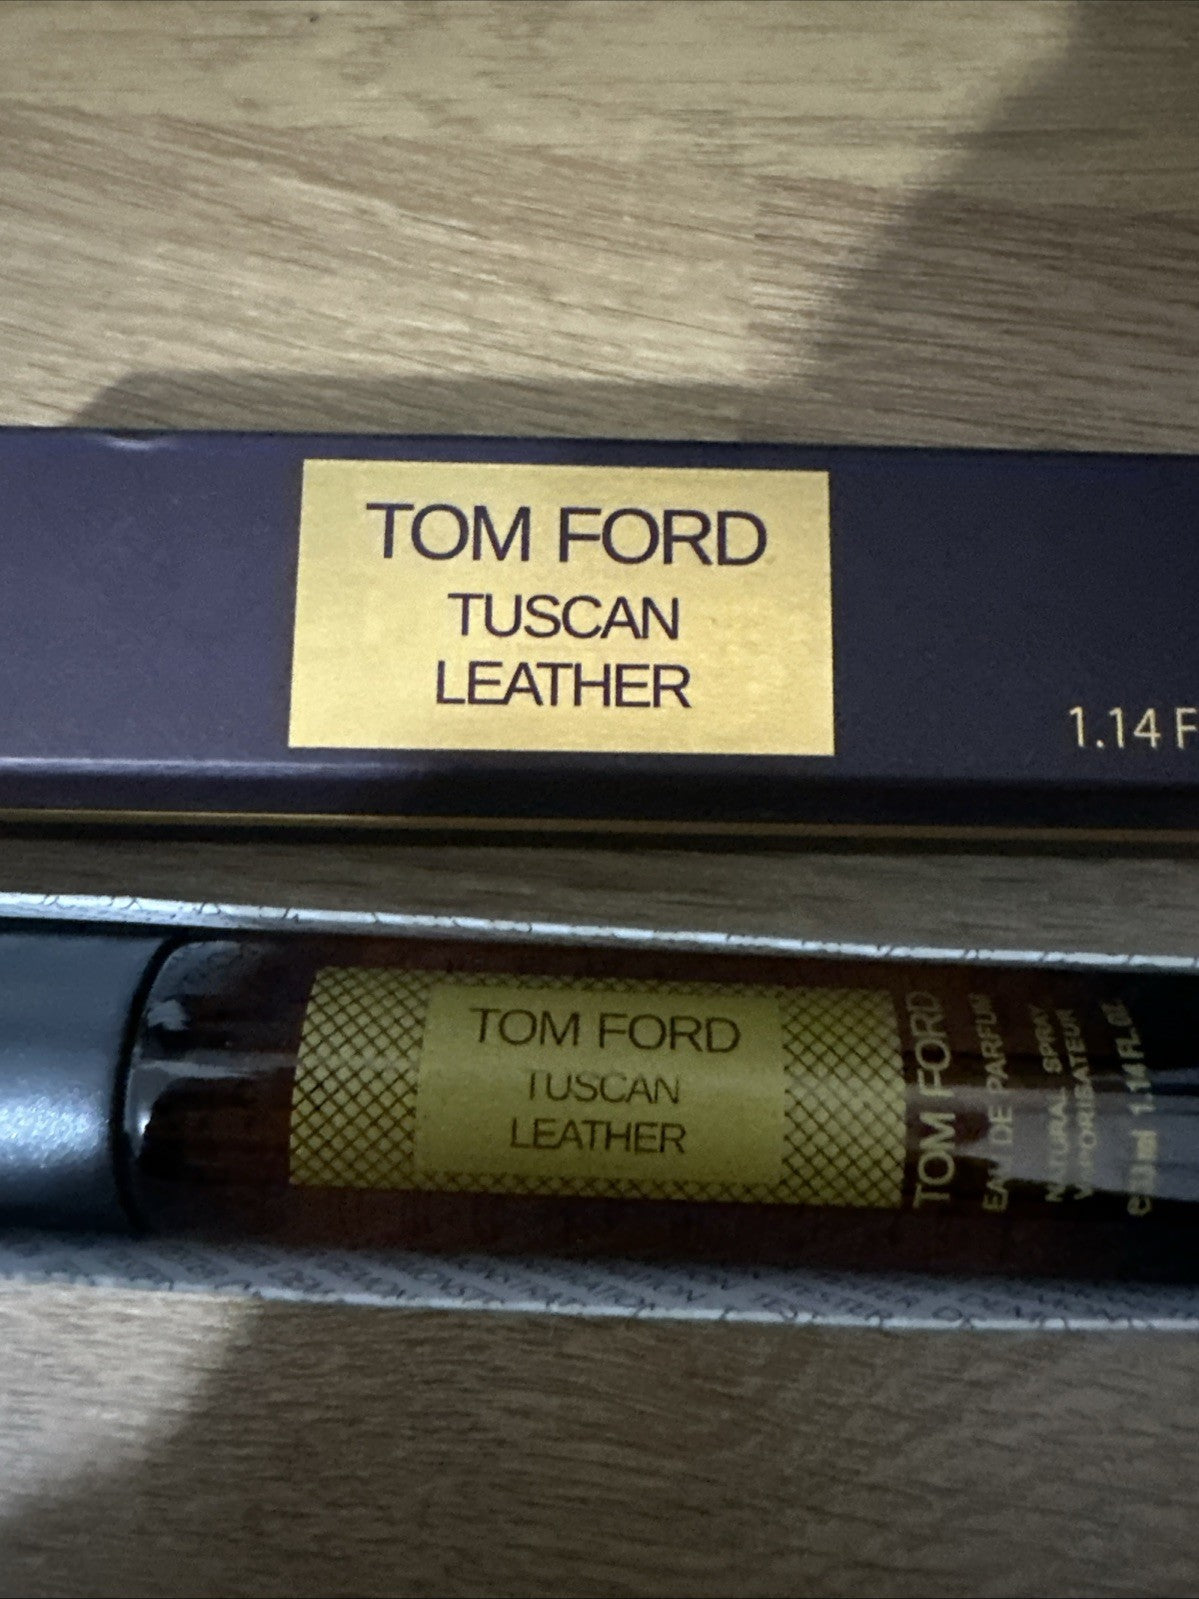 TOM FORD
TUSCAN
LEATHER
1.14 F
TOM FORD
TUSCAN
LEATHER
TOM FORD
EAU DE PARFUM
NATURAL SPRAY
VAPORISATEUR
1.14 FL.OZ.
TESTER